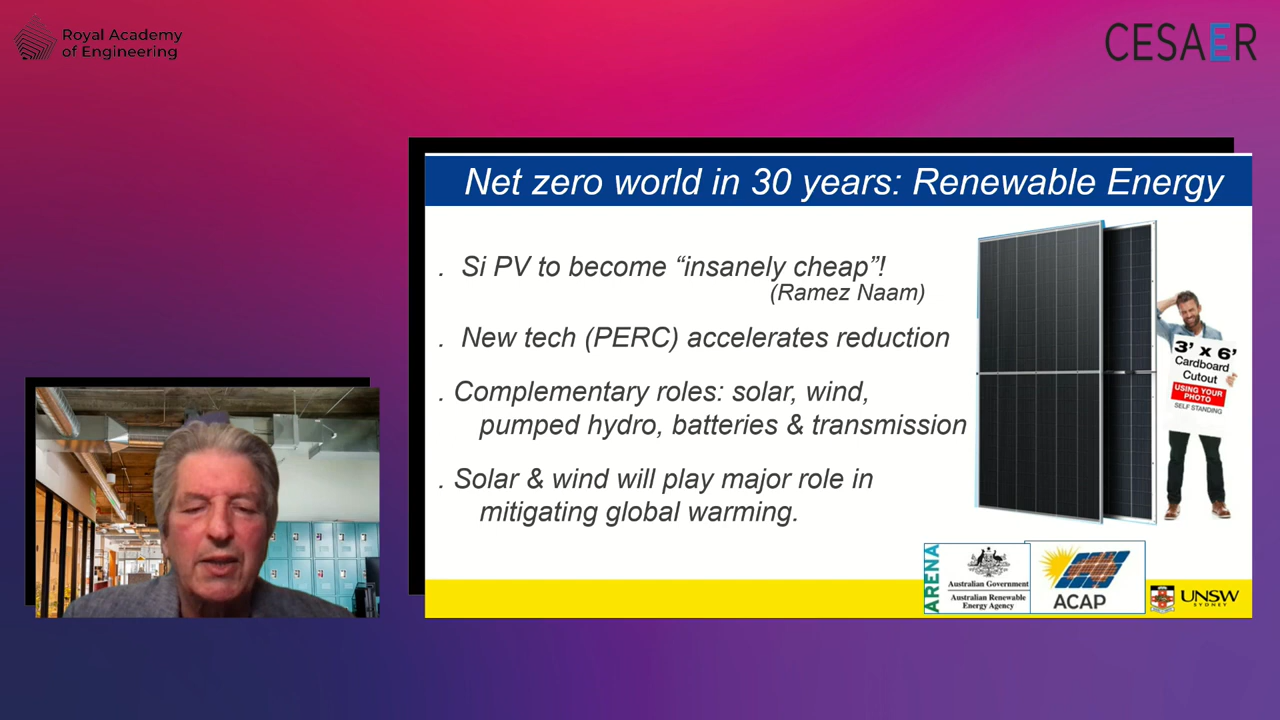 Royal Academy
of Engineering
CESAER
Net zero world in 30 years: Renewable Energy
. Si PV to become “insanely cheap”!
(Ramez Naam)
. New tech (PERC) accelerates reduction
. Complementary roles: solar, wind,
pumped hydro, batteries & transmission
. Solar & wind will play major role in
mitigating global warming.
3’ x 6’
Cardboard
Cutout
USING YOUR
PHOTO
SELF STANDING
ARENA
Australian Government
Australian Renewable
Energy Agency
ACAP
UNSW
SYDNEY